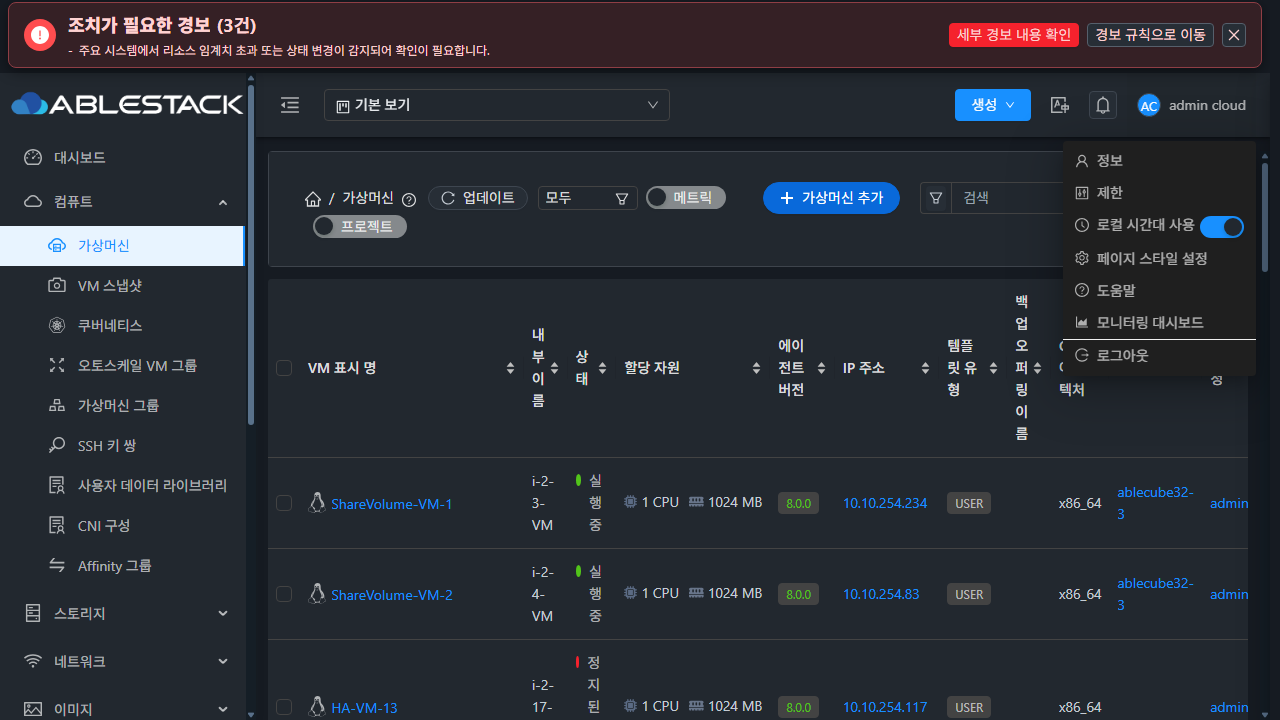 조치가 필요한 경보 (3건)
- 주요 시스템에서 리소스 임계치 초과 또는 상태 변경이 감지되어 확인이 필요합니다.
세부 경보 내용 확인
경보 규칙으로 이동
ABLESTACK
기본 보기
생성
AC
admin cloud
대시보드
컴퓨트
가상머신
VM 스냅샷
쿠버네티스
오토스케일 VM 그룹
가상머신 그룹
SSH 키 쌍
사용자 데이터 라이브러리
CNI 구성
Affinity 그룹
스토리지
네트워크
이미지
/ 가상머신
업데이트
모두
메트릭
가상머신 추가
검색
프로젝트
정보
제한
로컬 시간대 사용
페이지 스타일 설정
도움말
모니터링 대시보드
로그아웃
VM 표시 명
내부이름
상태
할당 자원
에이전트 버전
IP 주소
템플릿 유형
백업 오퍼링 이름
텍처
정
ShareVolume-VM-1
i-2-3-VM
실행 중
1 CPU
1024 MB
8.0.0
10.10.254.234
USER
x86_64
ablecube32-3
admin
ShareVolume-VM-2
i-2-4-VM
실행 중
1 CPU
1024 MB
8.0.0
10.10.254.83
USER
x86_64
ablecube32-3
admin
HA-VM-13
i-2-17-
정지된
1 CPU
1024 MB
8.0.0
10.10.254.117
USER
x86_64
admin